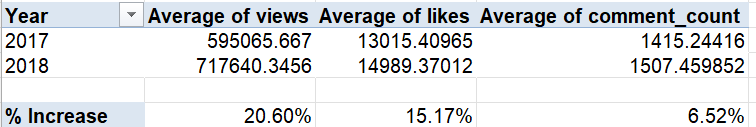 Year Average of views Average of likes Average of comment_count
2017 595065.667 13015.40965 1415.24416
2018 717640.3456 14989.37012 1507.459852
% Increase 20.60% 15.17% 6.52%